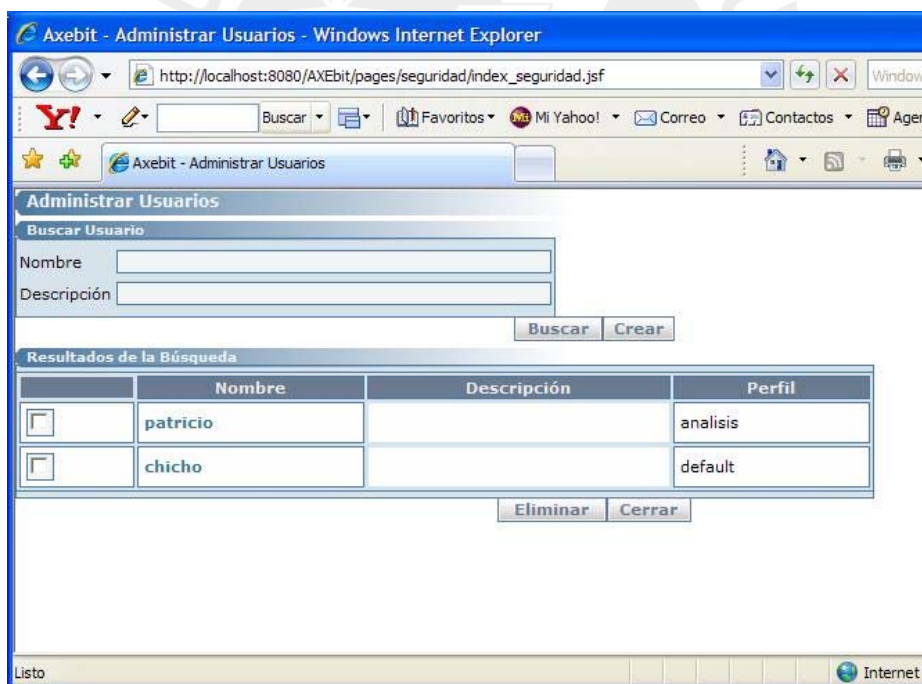 Axebit - Administrar Usuarios - Windows Internet Explorer
http://localhost:8080/AXEbit/pages/seguridad/index_seguridad.jsf
Window
Y! Buscar Favoritos Mi Yahoo! Correo Contactos Agen
Axebit - Administrar Usuarios
Administrar Usuarios
Buscar Usuario
Nombre
Descripción
Buscar Crear
Resultados de la Búsqueda
Nombre Descripción Perfil
patricio analisis
chicho default
Eliminar Cerrar
Listo Internet